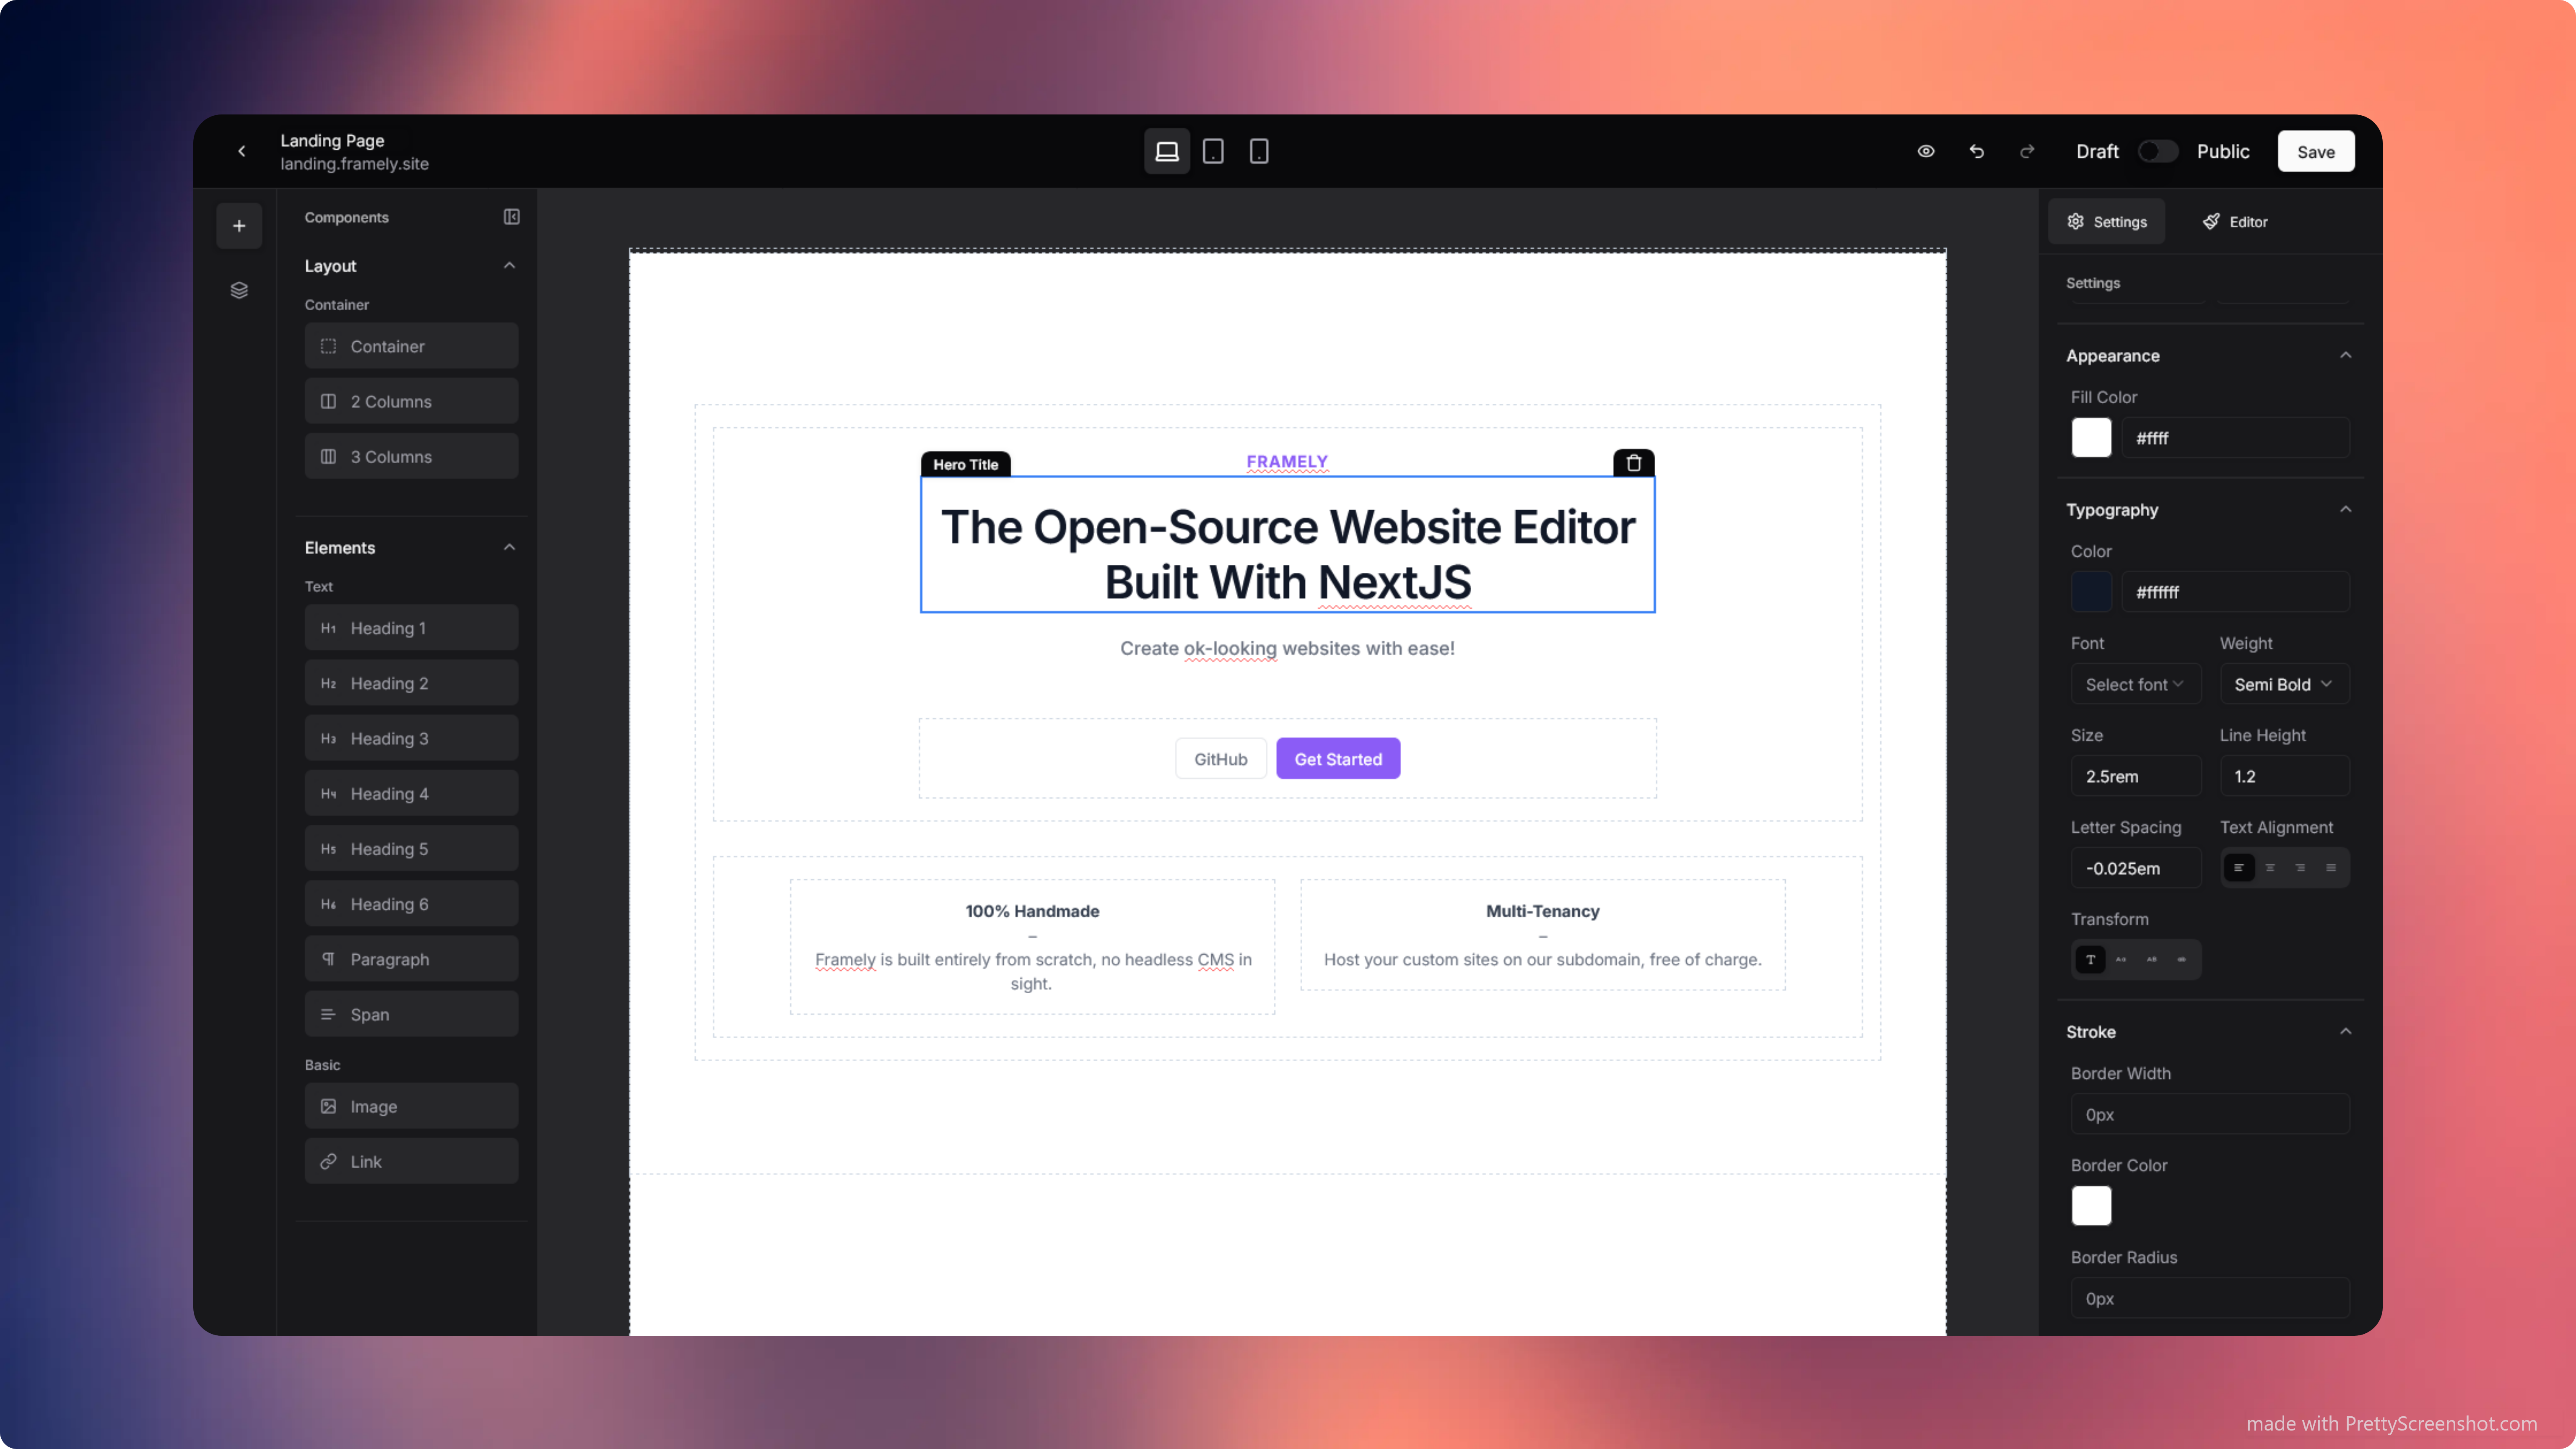 Landing Page
landing.framely.site
Draft
Public
Save
Components
Layout
Container
Container
2 Columns
3 Columns
Elements
Text
H1 Heading 1
H2 Heading 2
H3 Heading 3
H4 Heading 4
H5 Heading 5
H6 Heading 6
Paragraph
Span
Basic
Image
Link
Hero Title
FRAMELY
The Open-Source Website Editor
Built With NextJS
Create ok-looking websites with ease!
GitHub
Get Started
100% Handmade
–
Framely is built entirely from scratch, no headless CMS in
sight.
Multi-Tenancy
–
Host your custom sites on our subdomain, free of charge.
Settings
Editor
Settings
Appearance
Fill Color
#ffff
Typography
Color
#ffffff
Font
Weight
Select font
Semi Bold
Size
Line Height
2.5rem
1.2
Letter Spacing
Text Alignment
-0.025em
Transform
T
Stroke
Border Width
0px
Border Color
Border Radius
0px
made with PrettyScreenshot.com